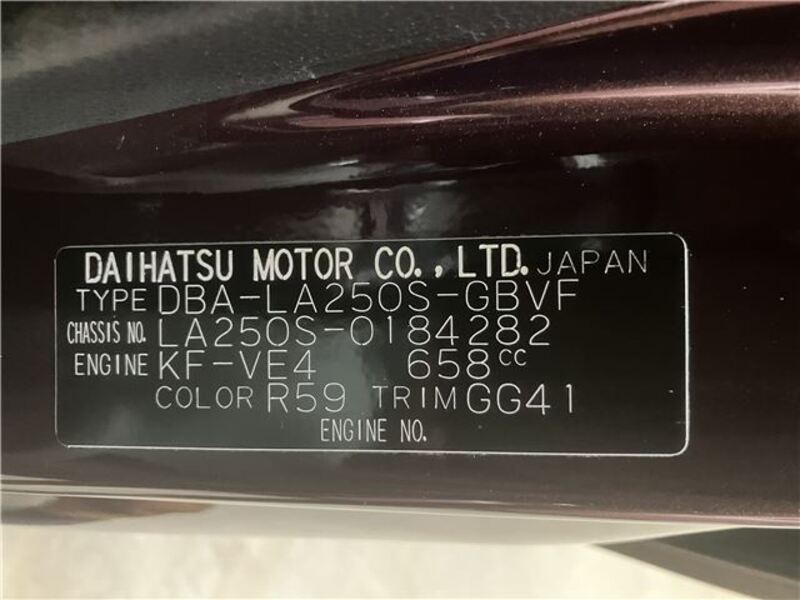 DAIHATSU MOTOR CO., LTD. JAPAN
TYPE DBA-LA250S-GBVF
CHASSIS NO. LA250S-0184282
ENGINE KF-VE4 658CC
COLOR R59 TRIM GG41
ENGINE NO.